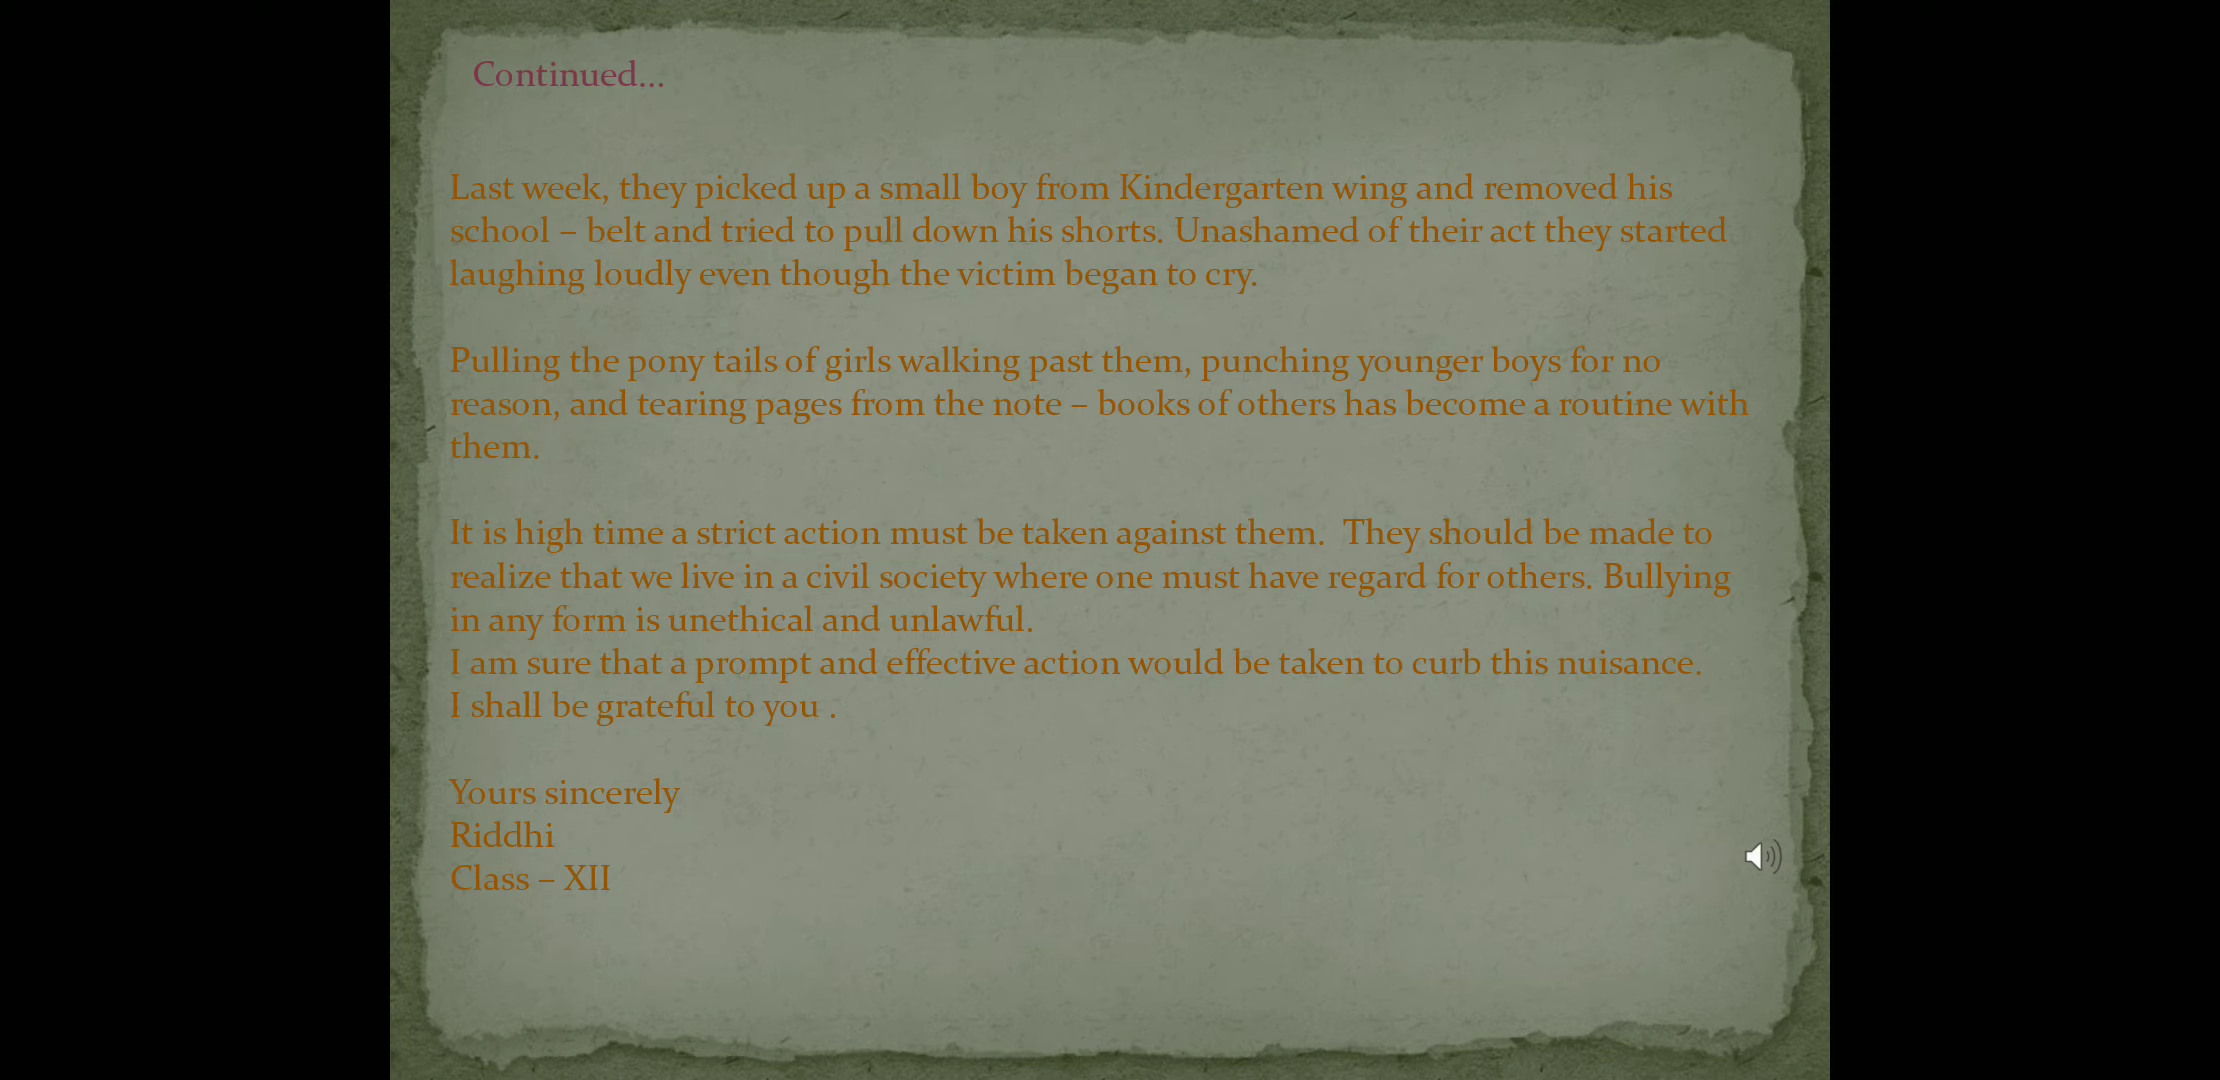 Continued...
Last week, they picked up a small boy from Kindergarten wing and removed his
school – belt and tried to pull down his shorts. Unashamed of their act they started
laughing loudly even though the victim began to cry.
Pulling the pony tails of girls walking past them, punching younger boys for no
reason, and tearing pages from the note – books of others has become a routine with
them.
It is high time a strict action must be taken against them.  They should be made to
realize that we live in a civil society where one must have regard for others. Bullying
in any form is unethical and unlawful.
I am sure that a prompt and effective action would be taken to curb this nuisance.
I shall be grateful to you .
Yours sincerely
Riddhi
Class – XII